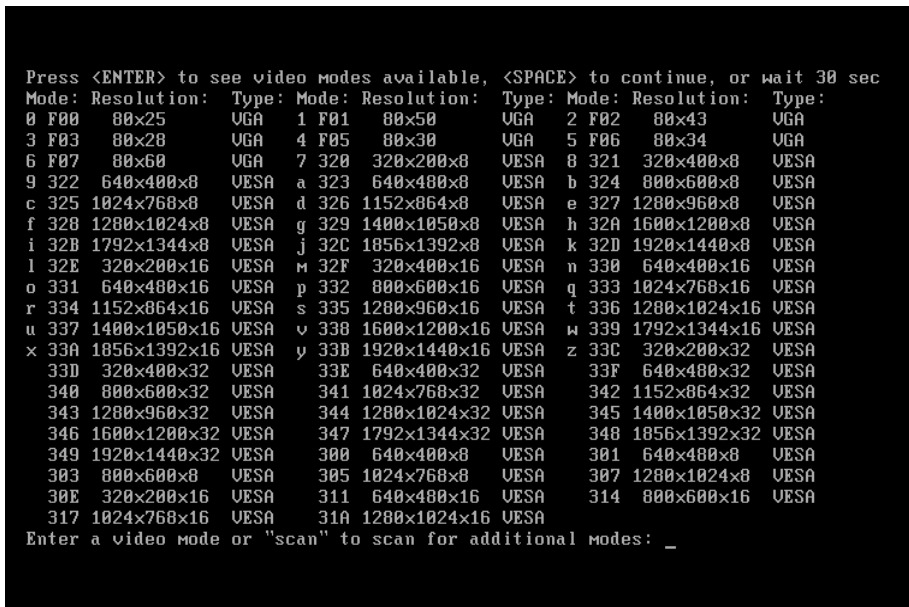 Press <ENTER> to see video modes available, <SPACE> to continue, or wait 30 sec
Mode: Resolution:  Type: Mode: Resolution:  Type: Mode: Resolution:  Type:
0 F00   80x25      VGA   1 F01   80x50      VGA   2 F02   80x43      VGA
3 F03   80x28      VGA   4 F05   80x30      VGA   5 F06   80x34      VGA
6 F07   80x60      VGA   7 320  320x200x8   VESA  8 321  320x400x8   VESA
9 322  640x400x8   VESA  a 323  640x480x8   VESA  b 324  800x600x8   VESA
c 325 1024x768x8   VESA  d 326 1152x864x8   VESA  e 327 1280x960x8   VESA
f 328 1280x1024x8  VESA  g 329 1400x1050x8  VESA  h 32A 1600x1200x8  VESA
i 32B 1792x1344x8  VESA  j 32C 1856x1392x8  VESA  k 32D 1920x1440x8  VESA
l 32E  320x200x16  VESA  m 32F  320x400x16  VESA  n 330  640x400x16  VESA
o 331  640x480x16  VESA  p 332  800x600x16  VESA  q 333 1024x768x16  VESA
r 334 1152x864x16  VESA  s 335 1280x960x16  VESA  t 336 1280x1024x16 VESA
u 337 1400x1050x16 VESA  v 338 1600x1200x16 VESA  w 339 1792x1344x16 VESA
x 33A 1856x1392x16 VESA  y 33B 1920x1440x16 VESA  z 33C  320x200x32  VESA
  33D  320x400x32  VESA    33E  640x400x32  VESA    33F  640x480x32  VESA
  340  800x600x32  VESA    341 1024x768x32  VESA    342 1152x864x32  VESA
  343 1280x960x32  VESA    344 1280x1024x32 VESA    345 1400x1050x32 VESA
  346 1600x1200x32 VESA    347 1792x1344x32 VESA    348 1856x1392x32 VESA
  349 1920x1440x32 VESA    300  640x400x8   VESA    301  640x480x8   VESA
  303  800x600x8   VESA    305 1024x768x8   VESA    307 1280x1024x8  VESA
  30E  320x200x16  VESA    311  640x480x16  VESA    314  800x600x16  VESA
  317 1024x768x16  VESA    31A 1280x1024x16 VESA
Enter a video mode or "scan" to scan for additional modes: _